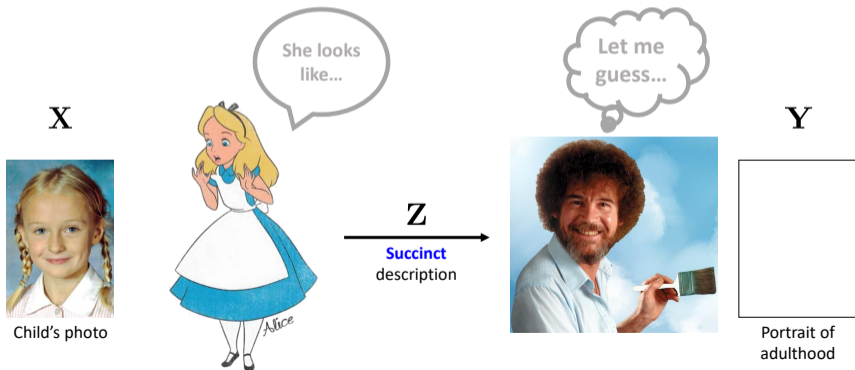 She looks
like…
Let me
guess…
X
Y
Z
Succinct
description
Alice
Child's photo
Portrait of
adulthood